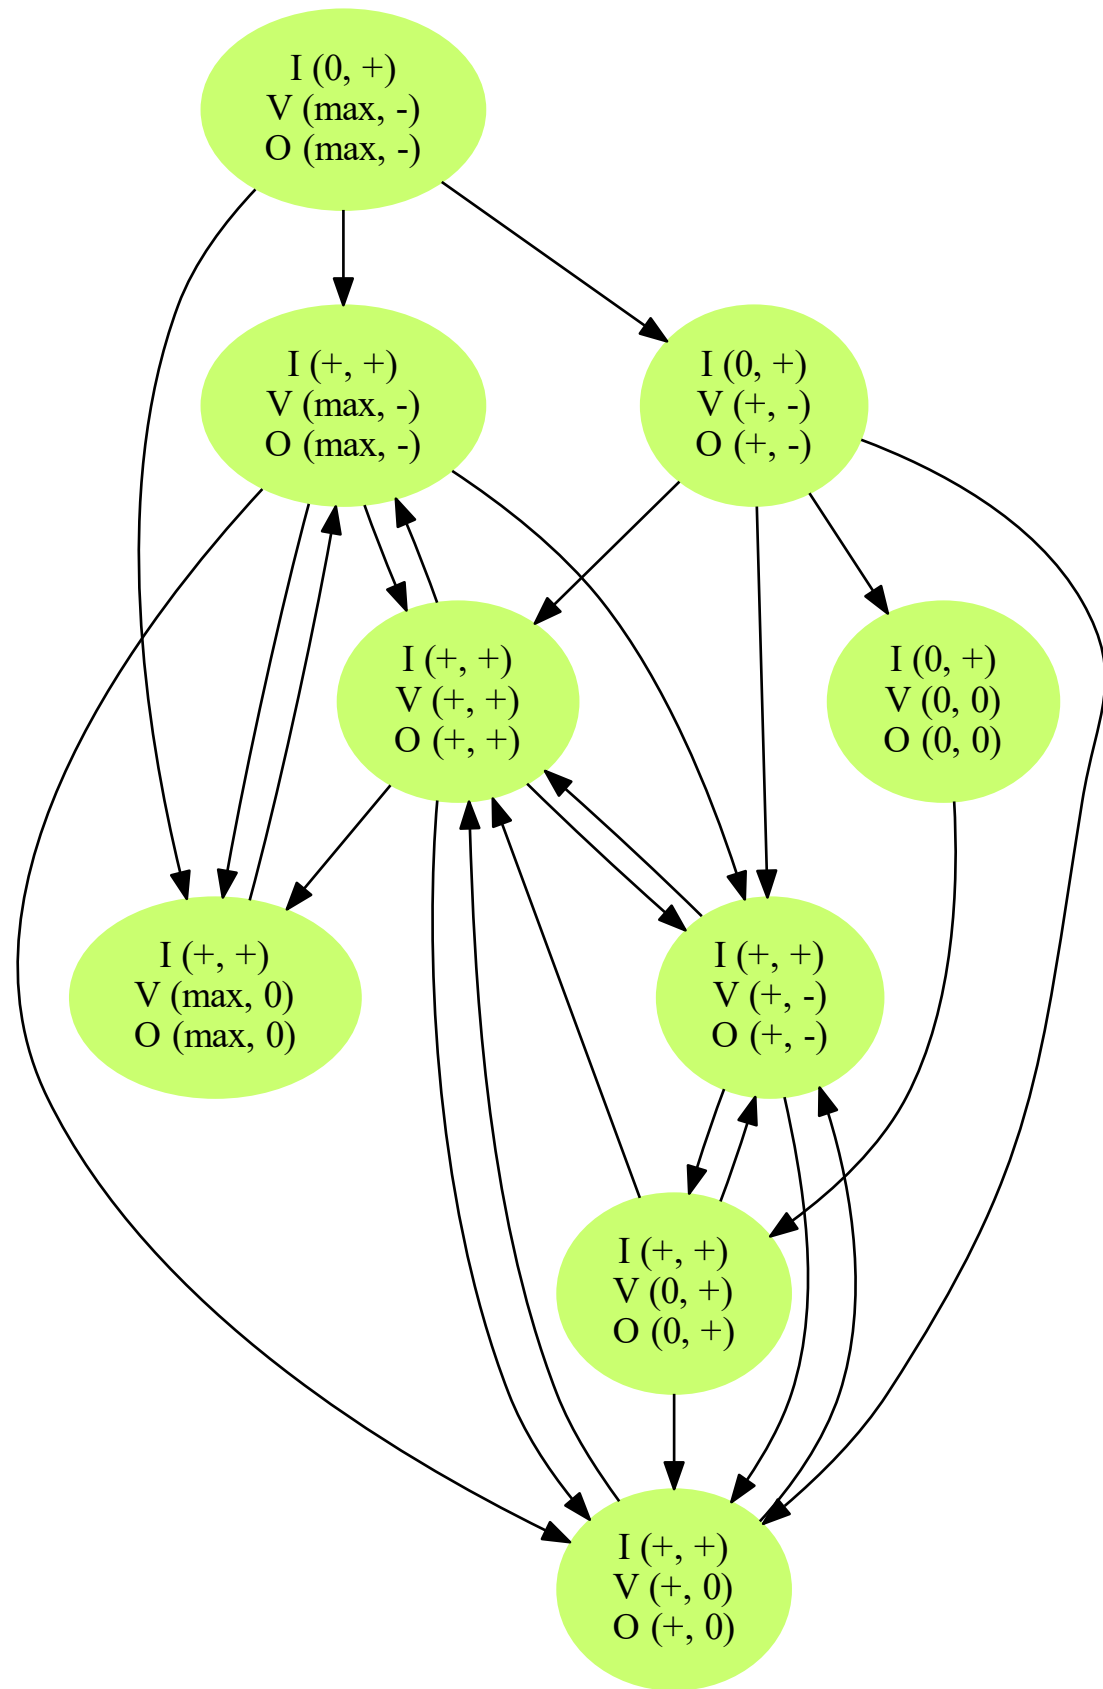 I (0, +)
V (max, -)
O (max, -)
I (+, +)
V (max, -)
O (max, -)
I (0, +)
V (+, -)
O (+, -)
I (+, +)
V (+, +)
O (+, +)
I (0, +)
V (0, 0)
O (0, 0)
I (+, +)
V (max, 0)
O (max, 0)
I (+, +)
V (+, -)
O (+, -)
I (+, +)
V (0, +)
O (0, +)
I (+, +)
V (+, 0)
O (+, 0)